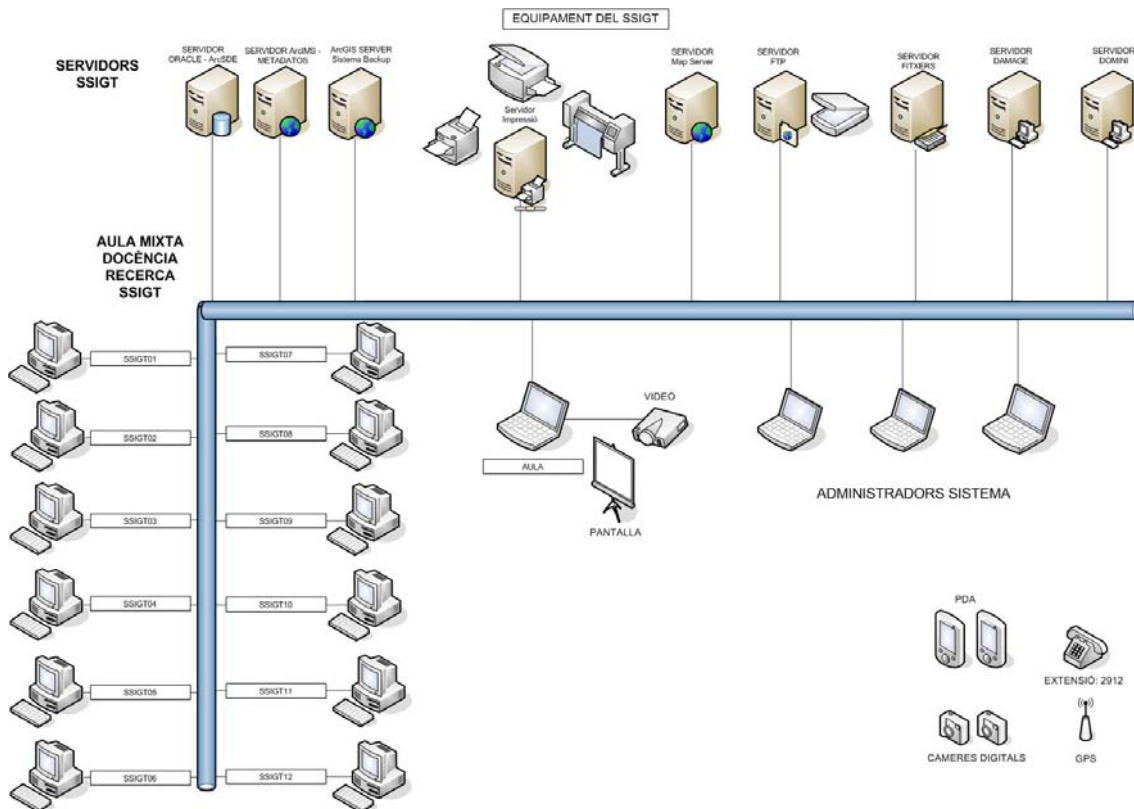 EQUIPAMENT DEL SSIGT
SERVIDORS
SSIGT
SERVIDOR
ORACLE - ArcSDE
SERVIDOR ArcIMS -
METADATOS
ArcGIS SERVER
Sistema Backup
Servidor
Impressió
SERVIDOR
Map Server
SERVIDOR
FTP
SERVIDOR
FITXERS
SERVIDOR
DAMAGE
SERVIDOR
DOMINI
AULA MIXTA
DOCÈNCIA
RECERCA
SSIGT
SSIGT01
SSIGT07
SSIGT02
SSIGT08
SSIGT03
SSIGT09
SSIGT04
SSIGT10
SSIGT05
SSIGT11
SSIGT06
SSIGT12
VIDEO
AULA
PANTALLA
ADMINISTRADORS SISTEMA
PDA
EXTENSIÓ: 2912
CAMERES DIGITALS
GPS